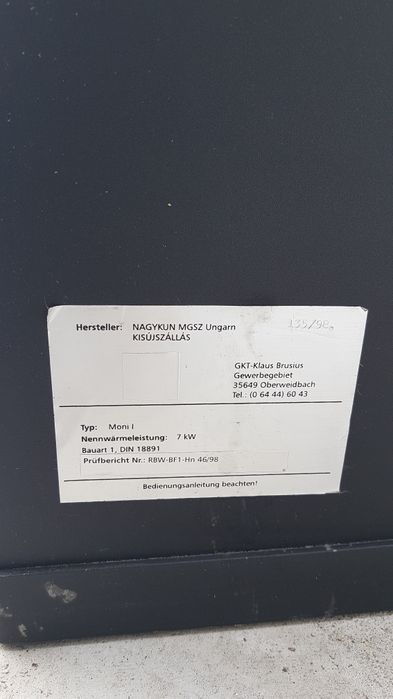 Hersteller: NAGYKUN MGSZ Ungarn
KISÚJSZÁLLÁS
135/98.
GKT-Klaus Brusius
Gewerbegebiet
35649 Oberweidbach
Tel.: (0 64 44) 60 43
Typ: Moni I
Nennwärmeleistung: 7 kW
Bauart 1, DIN 18891
Prüfbericht Nr.: RBW-BF1-Hn 46/98
Bedienungsanleitung beachten!